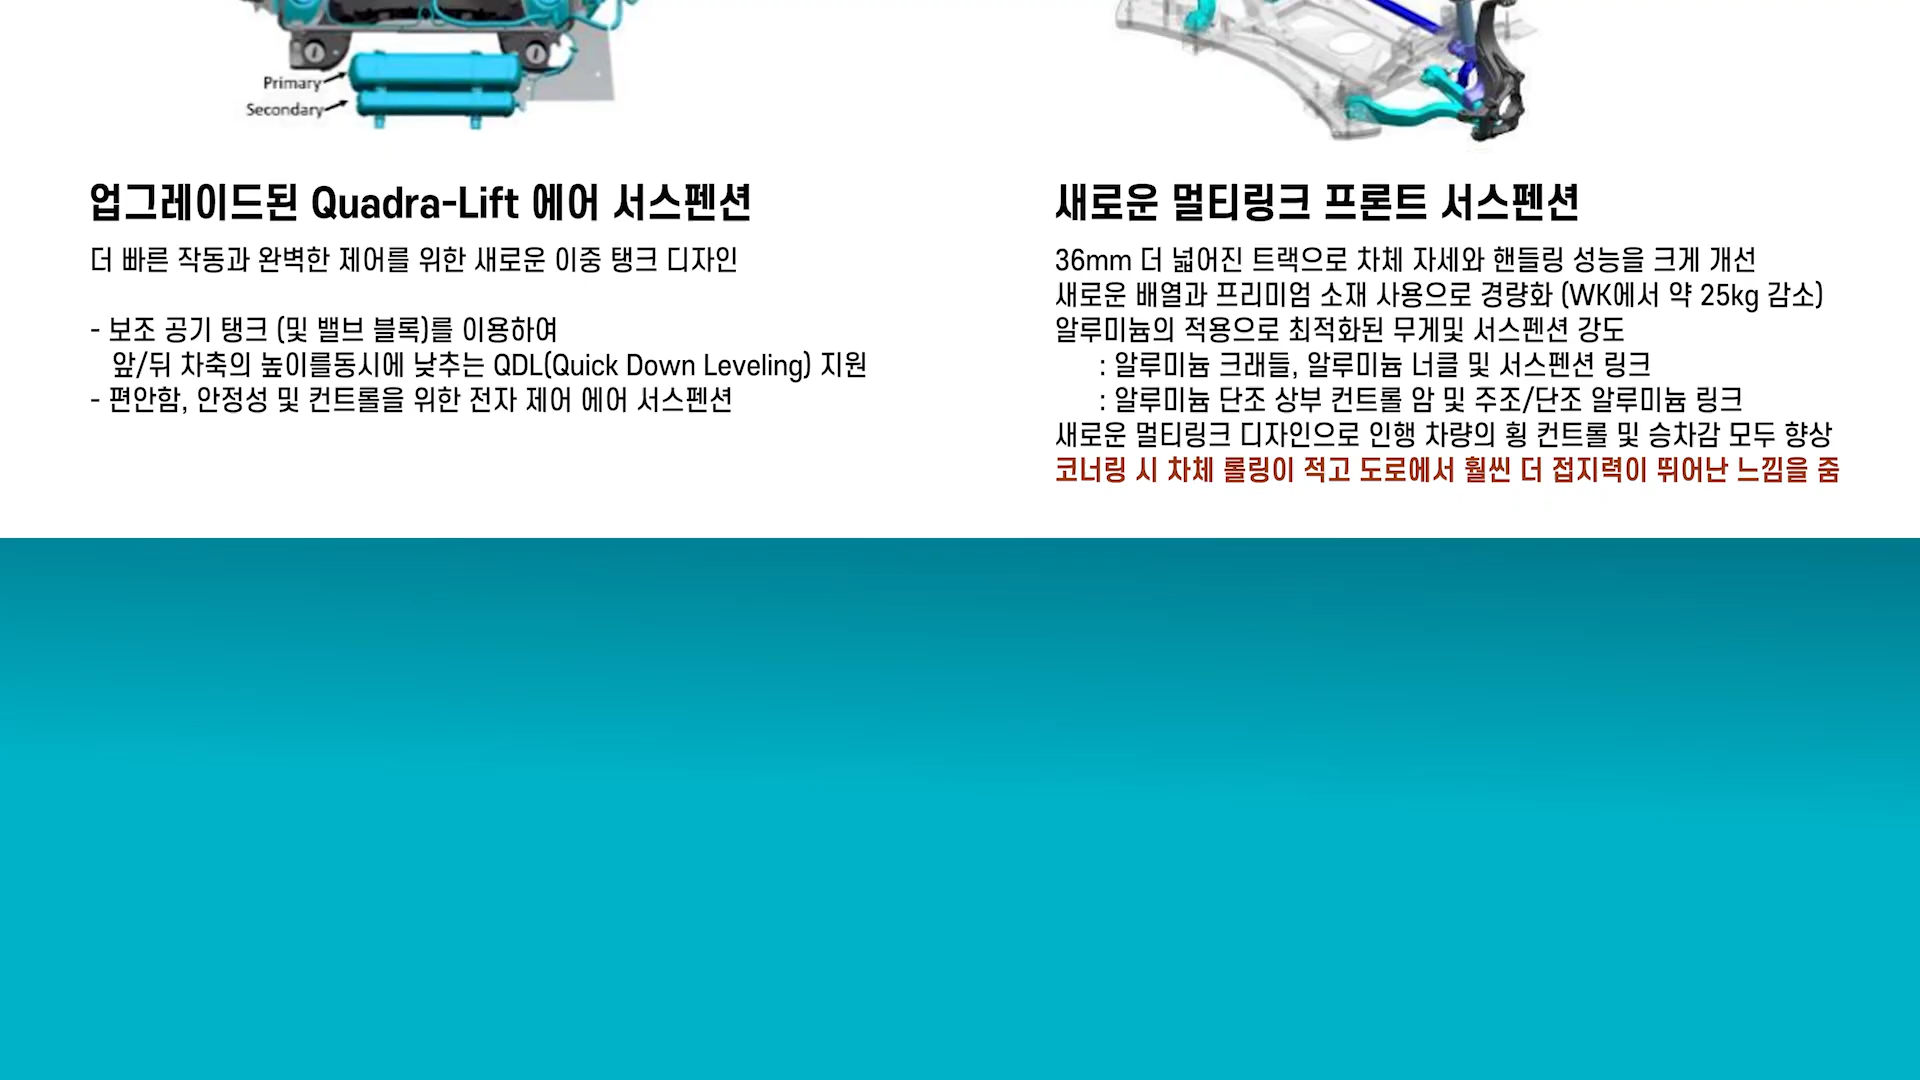 Primary
Secondary
업그레이드된 Quadra-Lift 에어 서스펜션
더 빠른 작동과 완벽한 제어를 위한 새로운 이중 탱크 디자인
- 보조 공기 탱크 (및 밸브 블록)를 이용하여
앞/뒤 차축의 높이를동시에 낮추는 QDL(Quick Down Leveling) 지원
- 편안함, 안정성 및 컨트롤을 위한 전자 제어 에어 서스펜션
새로운 멀티링크 프론트 서스펜션
36mm 더 넓어진 트랙으로 차체 자세와 핸들링 성능을 크게 개선
새로운 배열과 프리미엄 소재 사용으로 경량화 (WK에서 약 25kg 감소)
알루미늄의 적용으로 최적화된 무게및 서스펜션 강도
: 알루미늄 크래들, 알루미늄 너클 및 서스펜션 링크
: 알루미늄 단조 상부 컨트롤 암 및 주조/단조 알루미늄 링크
새로운 멀티링크 디자인으로 인행 차량의 횡 컨트롤 및 승차감 모두 향상
코너링 시 차체 롤링이 적고 도로에서 훨씬 더 접지력이 뛰어난 느낌을 줌